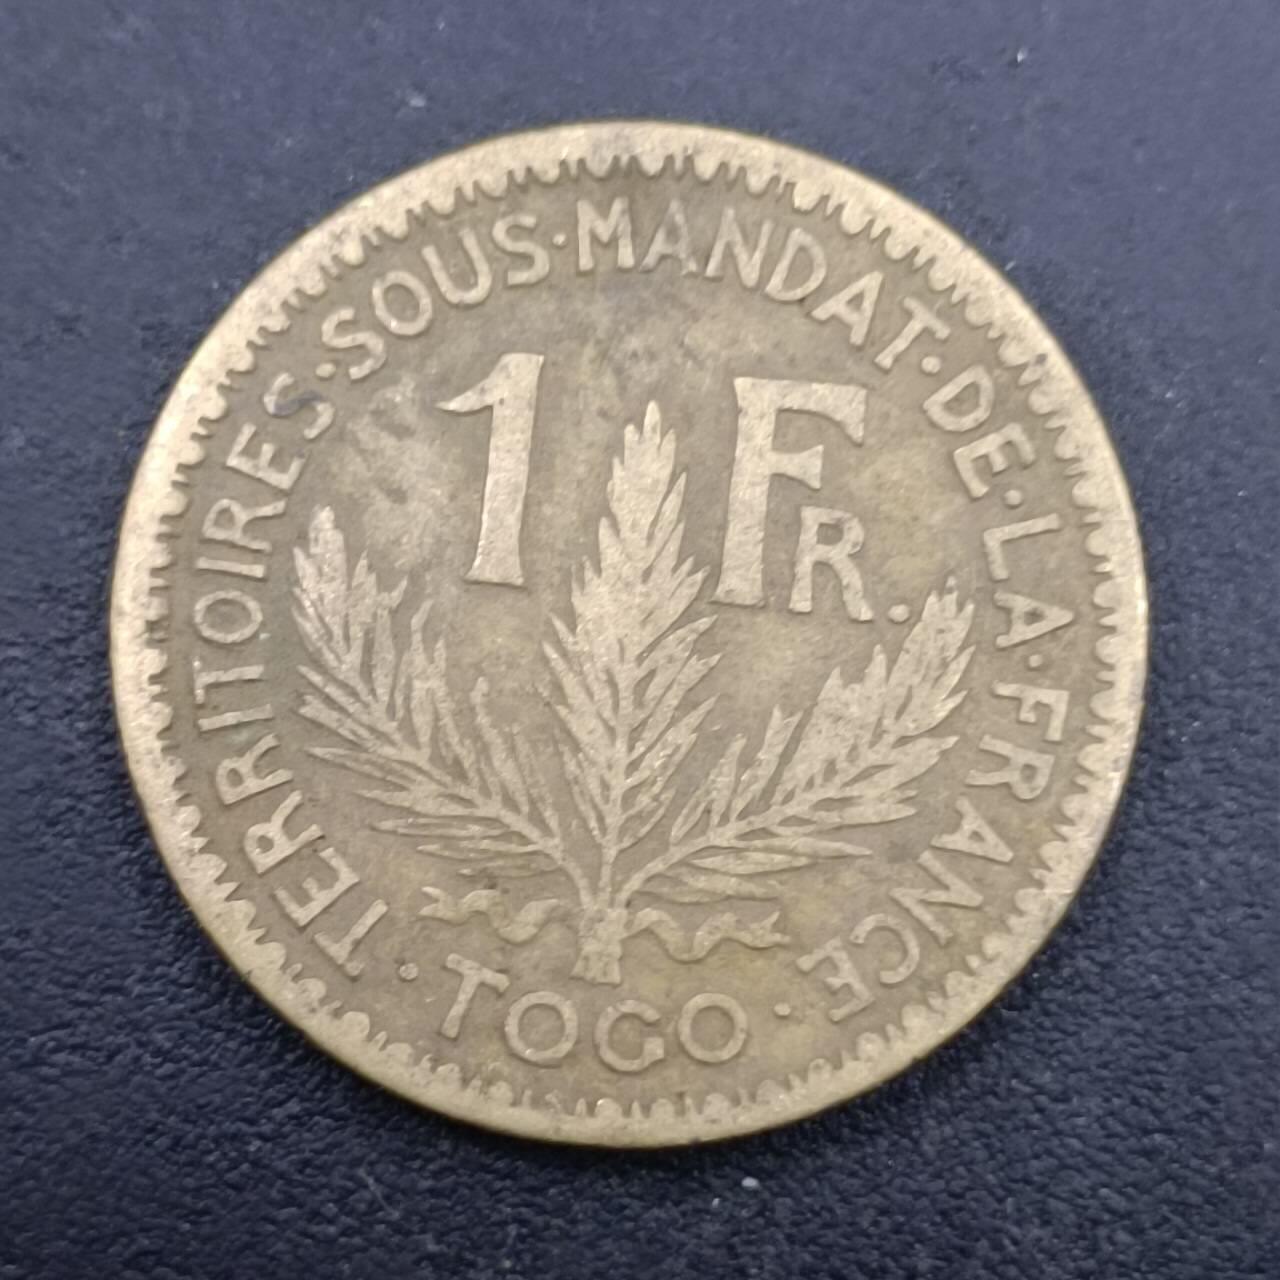 TERRITOIRES·SOUS·MANDAT·DE·LA·FRANCE
1 FR.
·TOGO·